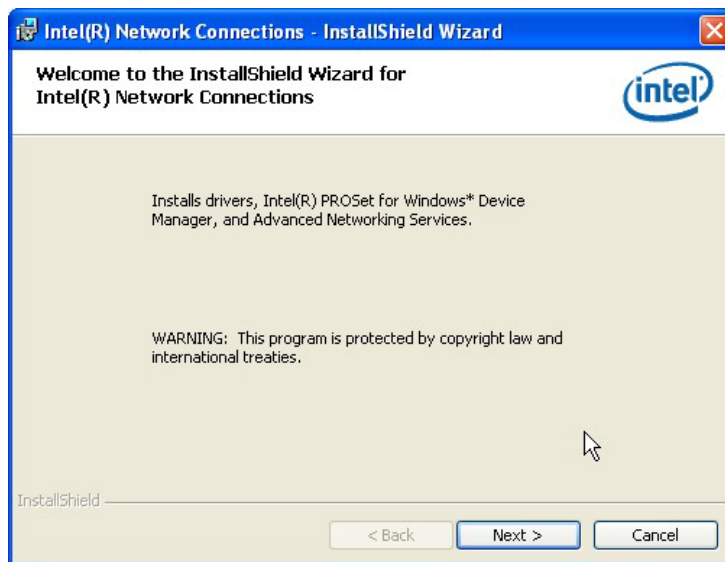 Intel(R) Network Connections - InstallShield Wizard
Welcome to the InstallShield Wizard for
Intel(R) Network Connections
intel
Installs drivers, Intel(R) PROSet for Windows* Device
Manager, and Advanced Networking Services.
WARNING: This program is protected by copyright law and
international treaties.
InstallShield
< Back
Next >
Cancel